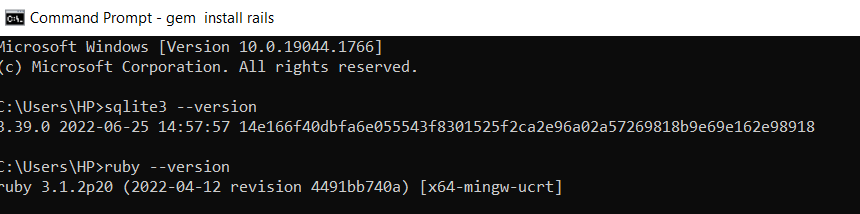 Command Prompt - gem  install rails
Microsoft Windows [Version 10.0.19044.1766]
(c) Microsoft Corporation. All rights reserved.
C:\Users\HP>sqlite3 --version
3.39.0 2022-06-25 14:57:57 14e166f40dbfa6e055543f8301525f2ca2e96a02a57269818b9e69e162e98918
C:\Users\HP>ruby --version
ruby 3.1.2p20 (2022-04-12 revision 4491bb740a) [x64-mingw-ucrt]